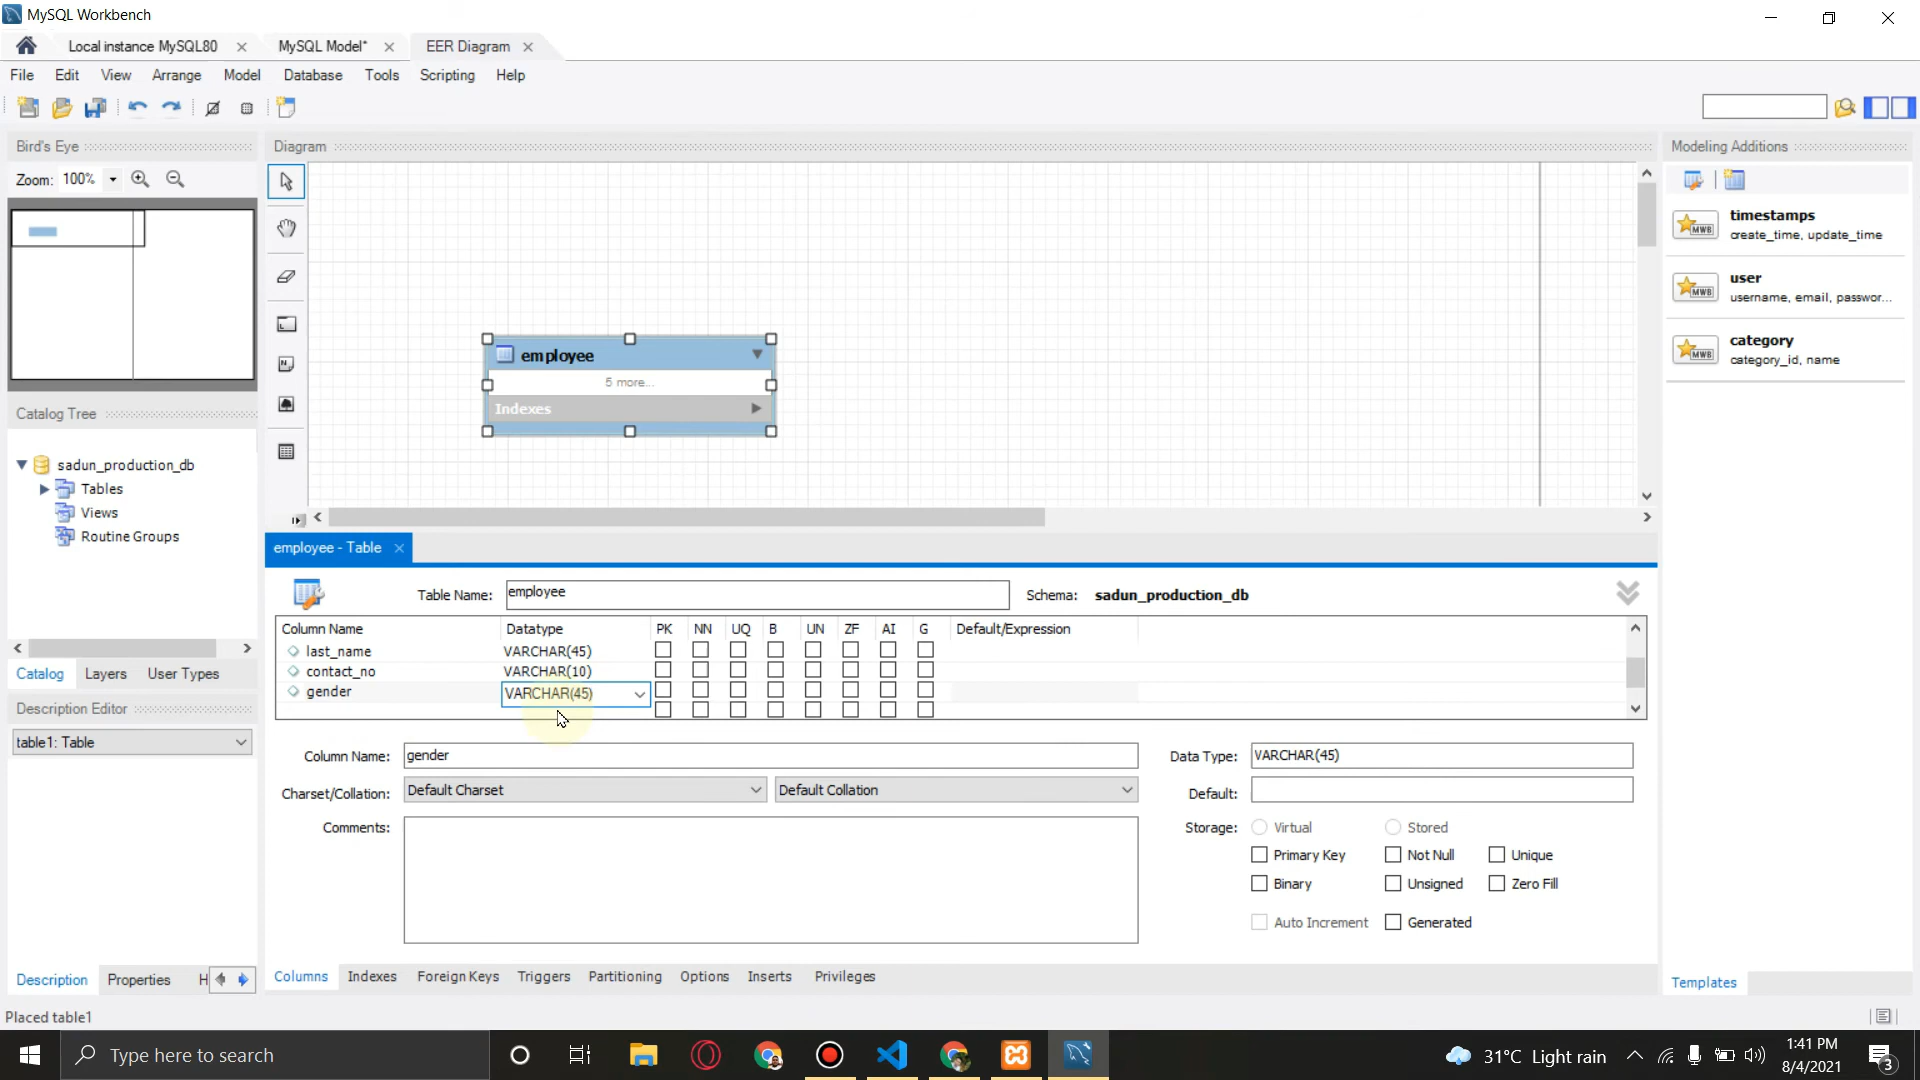 MySQL Workbench
Local instance MySQL80
MySQL Model*
EER Diagram
File Edit View Arrange Model Database Tools Scripting Help
Bird's Eye
Zoom: 100%
Diagram
Modeling Additions
timestamps
create_time, update_time
user
username, email, passwor...
category
category_id, name
employee
5 more...
Indexes
Catalog Tree
sadun_production_db
Tables
Views
Routine Groups
Catalog Layers User Types
Description Editor
table1: Table
Description Properties H
employee - Table
Table Name: employee
Schema: sadun_production_db
Column Name Datatype PK NN UQ B UN ZF AI G Default/Expression
last_name VARCHAR(45)
contact_no VARCHAR(10)
gender VARCHAR(45)
Column Name: gender
Data Type: VARCHAR(45)
Charset/Collation: Default Charset Default Collation
Default:
Comments:
Storage: Virtual Stored
Primary Key Not Null Unique
Binary Unsigned Zero Fill
Auto Increment Generated
Columns Indexes Foreign Keys Triggers Partitioning Options Inserts Privileges
Templates
Placed table1
Type here to search
31°C Light rain
1:41 PM
8/4/2021
3